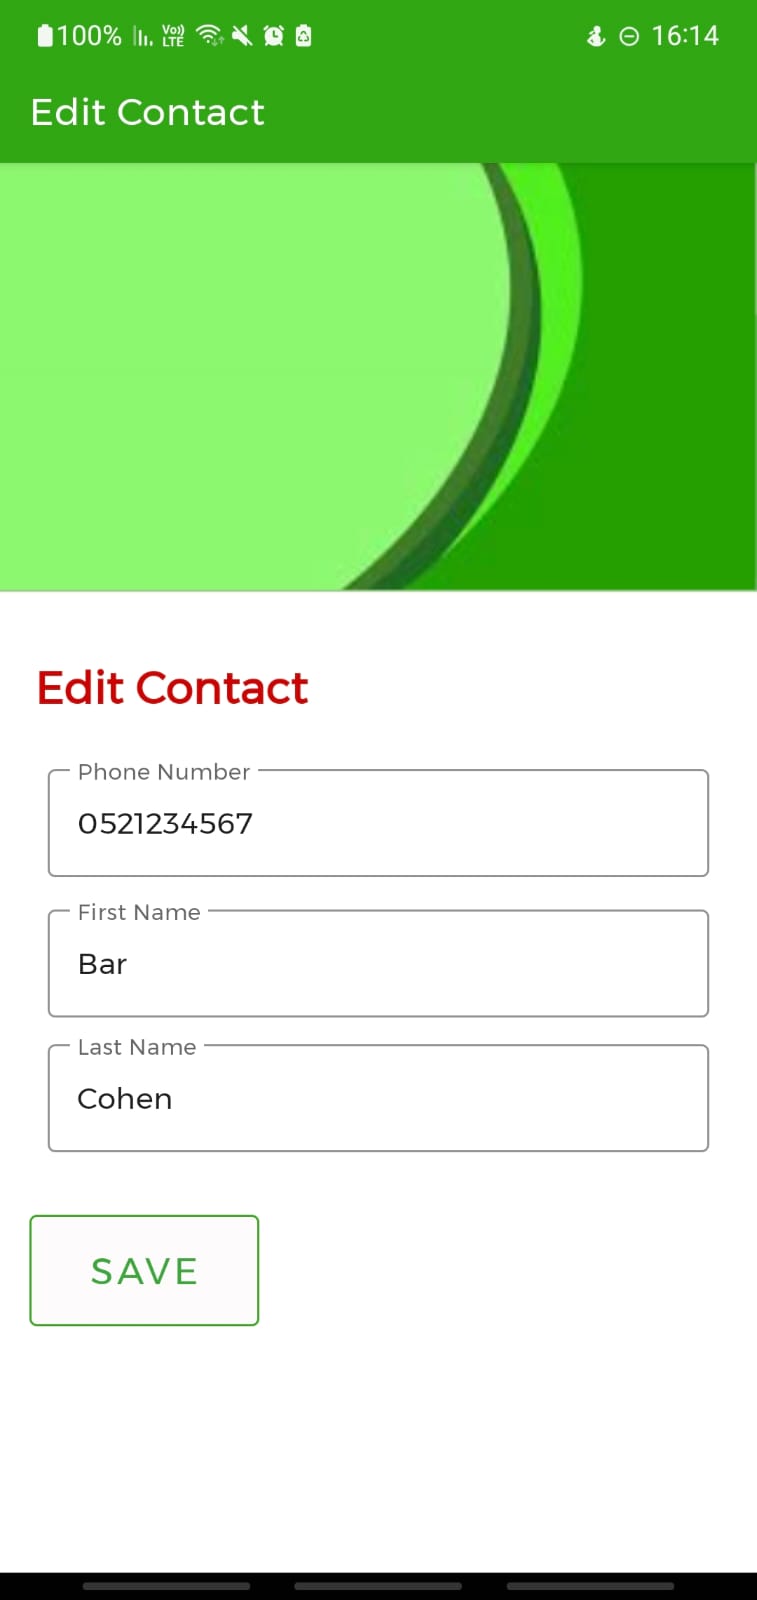 100% Vo)) LTE 16:14
Edit Contact
Edit Contact
Phone Number
0521234567
First Name
Bar
Last Name
Cohen
SAVE